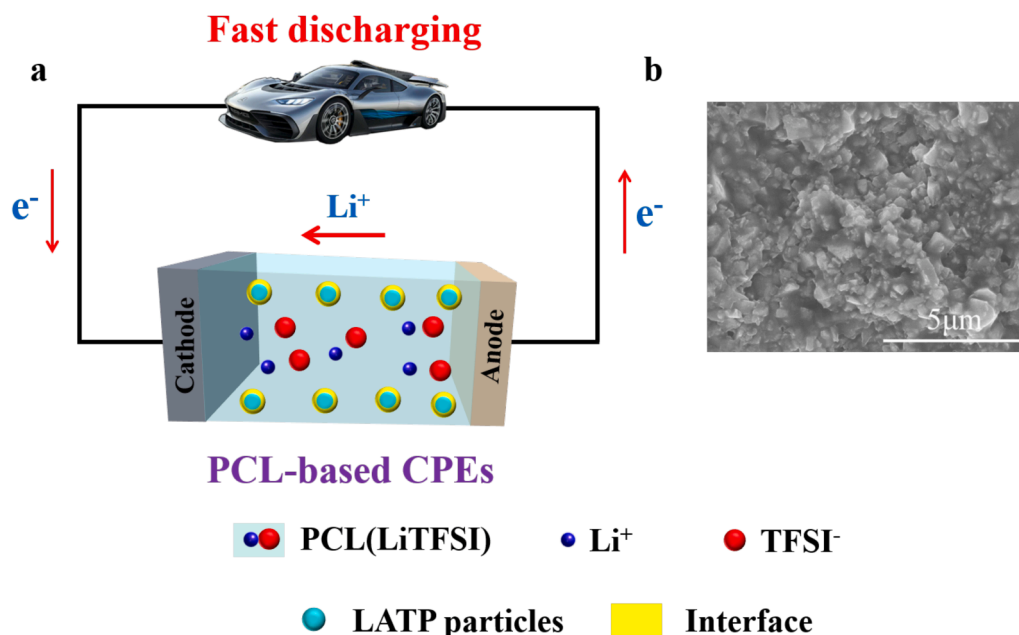 Fast discharging
a
b
e⁻
Li⁺
e⁻
Cathode
Anode
5μm
PCL-based CPEs
PCL(LiTFSI)
Li⁺
TFSI⁻
LATP particles
Interface